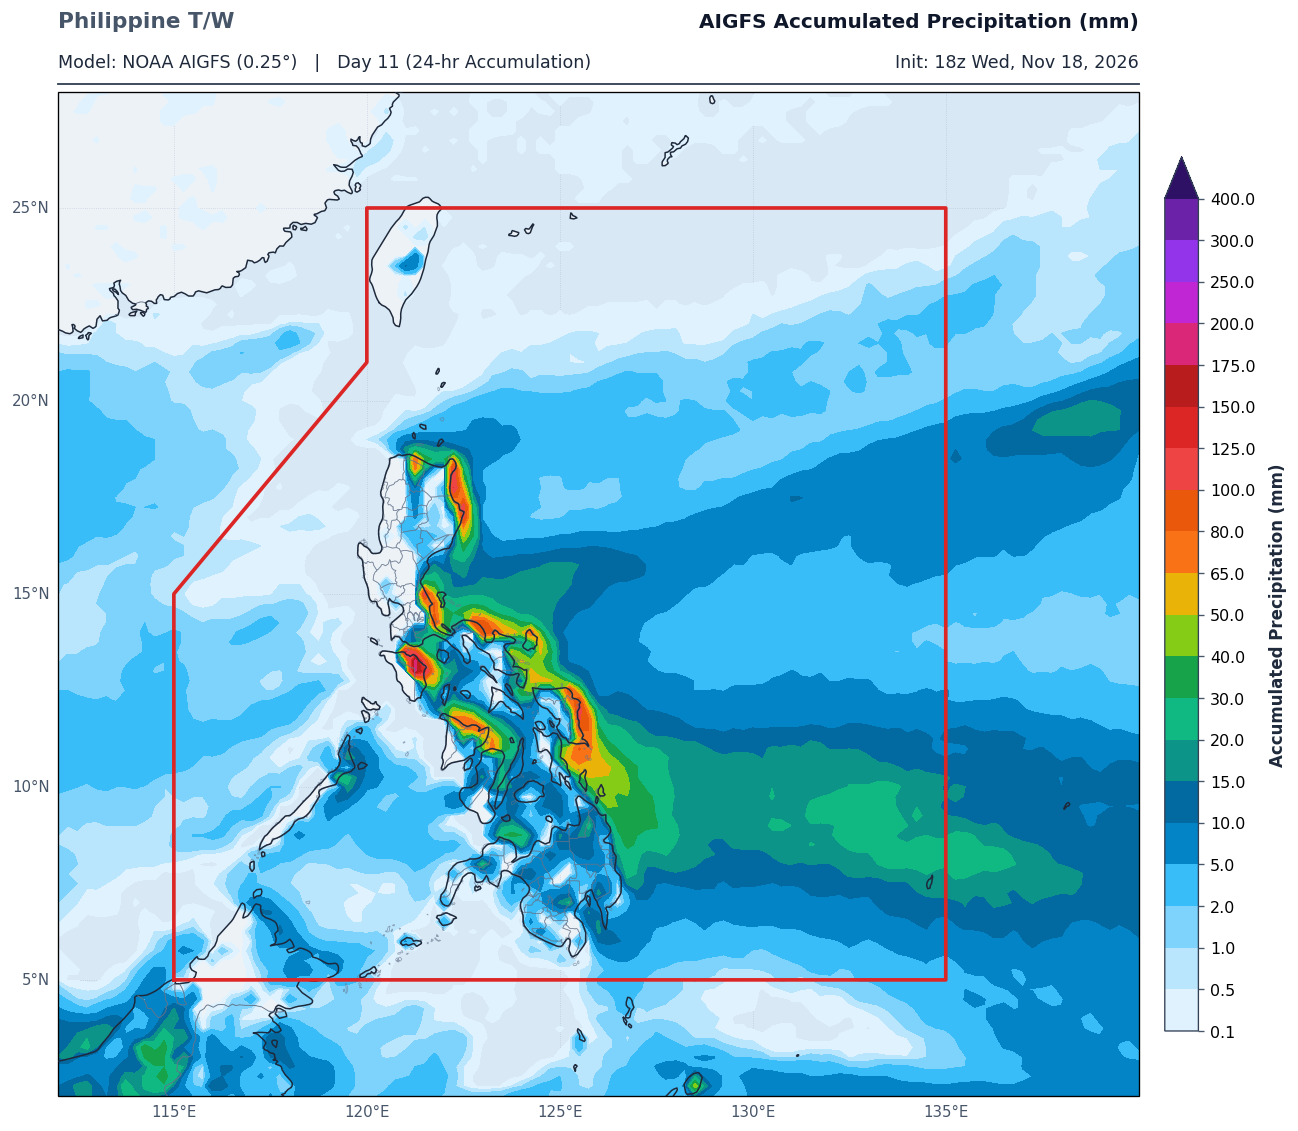 Philippine T/W
AIGFS Accumulated Precipitation (mm)
Model: NOAA AIGFS (0.25°)   |   Day 11 (24-hr Accumulation)
Init: 18z Wed, Nov 18, 2026
25°N
20°N
15°N
10°N
5°N
115°E
120°E
125°E
130°E
135°E
400.0
300.0
250.0
200.0
175.0
150.0
125.0
100.0
80.0
65.0
50.0
40.0
30.0
20.0
15.0
10.0
5.0
2.0
1.0
0.5
0.1
Accumulated Precipitation (mm)